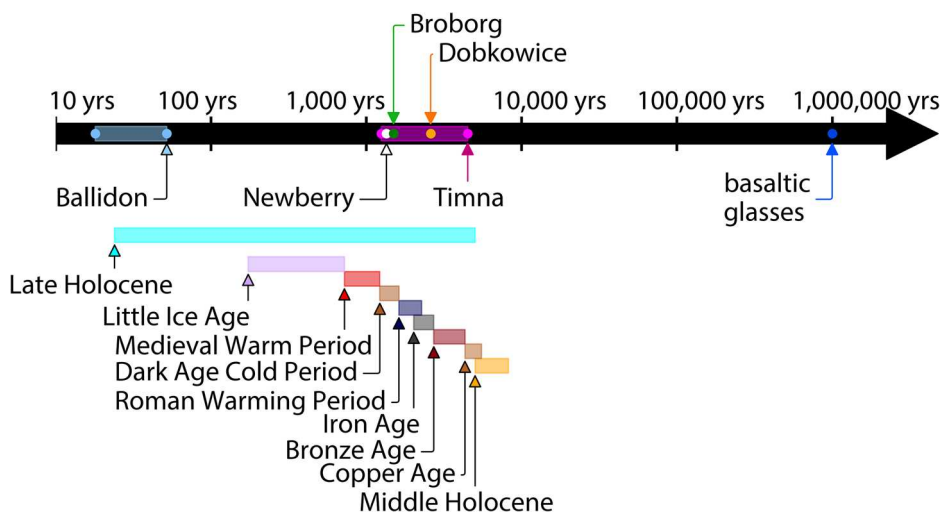 Broborg
Dobkowice
10 yrs
100 yrs
1,000 yrs
10,000 yrs
100,000 yrs
1,000,000 yrs
Ballidon
Newberry
Timna
basaltic
glasses
Late Holocene
Little Ice Age
Medieval Warm Period
Dark Age Cold Period
Roman Warming Period
Iron Age
Bronze Age
Copper Age
Middle Holocene